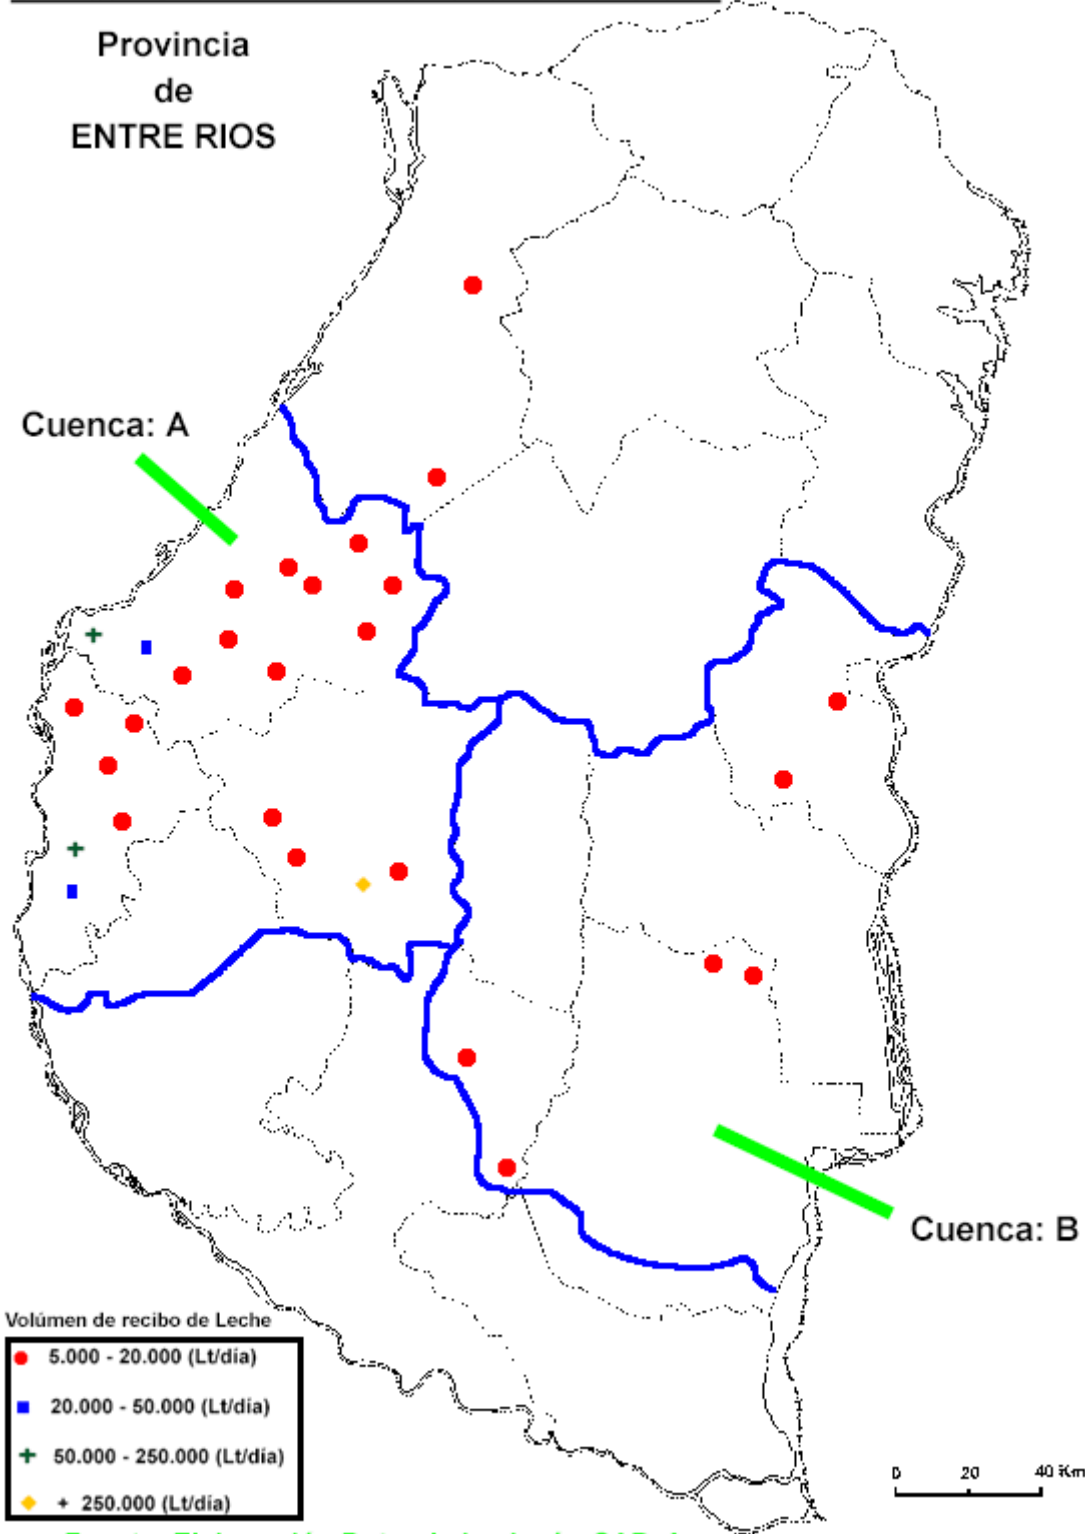 Provincia
de
ENTRE RIOS
Cuenca: A
Cuenca: B
Volúmen de recibo de Leche
5.000 - 20.000 (Lt/día)
20.000 - 50.000 (Lt/día)
50.000 - 250.000 (Lt/día)
+ 250.000 (Lt/día)
0 20 40 Km